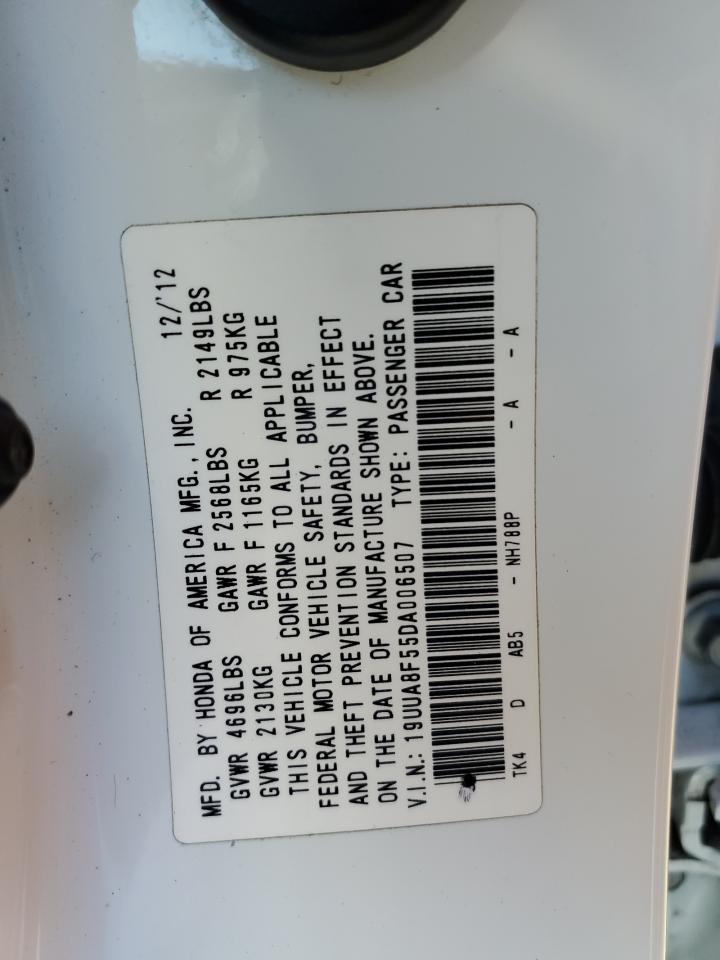 MFD. BY HONDA OF AMERICA MFG., INC. 12/'12
GVWR 4696LBS GAWR F 2568LBS R 2149LBS
GVWR 2130KG GAWR F 1165KG R 975KG
THIS VEHICLE CONFORMS TO ALL APPLICABLE
FEDERAL MOTOR VEHICLE SAFETY, BUMPER,
AND THEFT PREVENTION STANDARDS IN EFFECT
ON THE DATE OF MANUFACTURE SHOWN ABOVE.
V.I.N.: 19UUA8F55DA006507 TYPE: PASSENGER CAR
TK4 D AB5 - NH788P - A - A